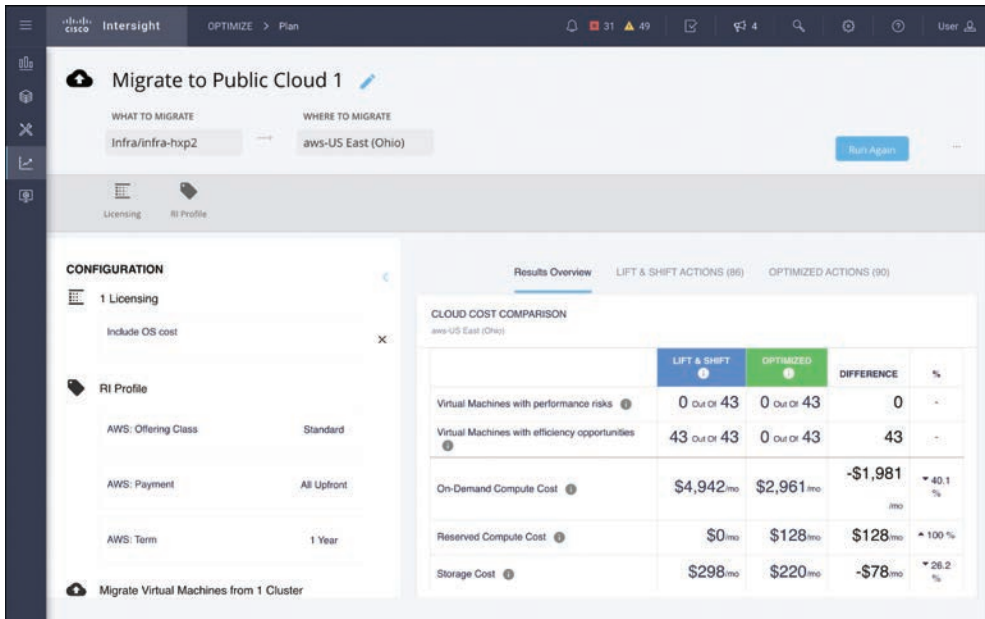 cisco Intersight OPTIMIZE > Plan 31 49 4 User
Migrate to Public Cloud 1
WHAT TO MIGRATE WHERE TO MIGRATE
Infra/infra-hxp2 → aws-US East (Ohio)
Run Again ...
Licensing RI Profile
CONFIGURATION
1 Licensing
Include OS cost ×
RI Profile
AWS: Offering Class Standard
AWS: Payment All Upfront
AWS: Term 1 Year
Migrate Virtual Machines from 1 Cluster
Results Overview LIFT & SHIFT ACTIONS (86) OPTIMIZED ACTIONS (90)
CLOUD COST COMPARISON
aws-US East (Ohio)
LIFT & SHIFT OPTIMIZED DIFFERENCE %
Virtual Machines with performance risks 0 Out Of 43 0 Out Of 43 0 -
Virtual Machines with efficiency opportunities 43 Out Of 43 0 Out Of 43 43 -
On-Demand Compute Cost $4,942/mo $2,961/mo -$1,981 /mo ▼ 40.1 %
Reserved Compute Cost $0/mo $128/mo $128/mo ▲ 100 %
Storage Cost $298/mo $220/mo -$78/mo ▼ 26.2 %